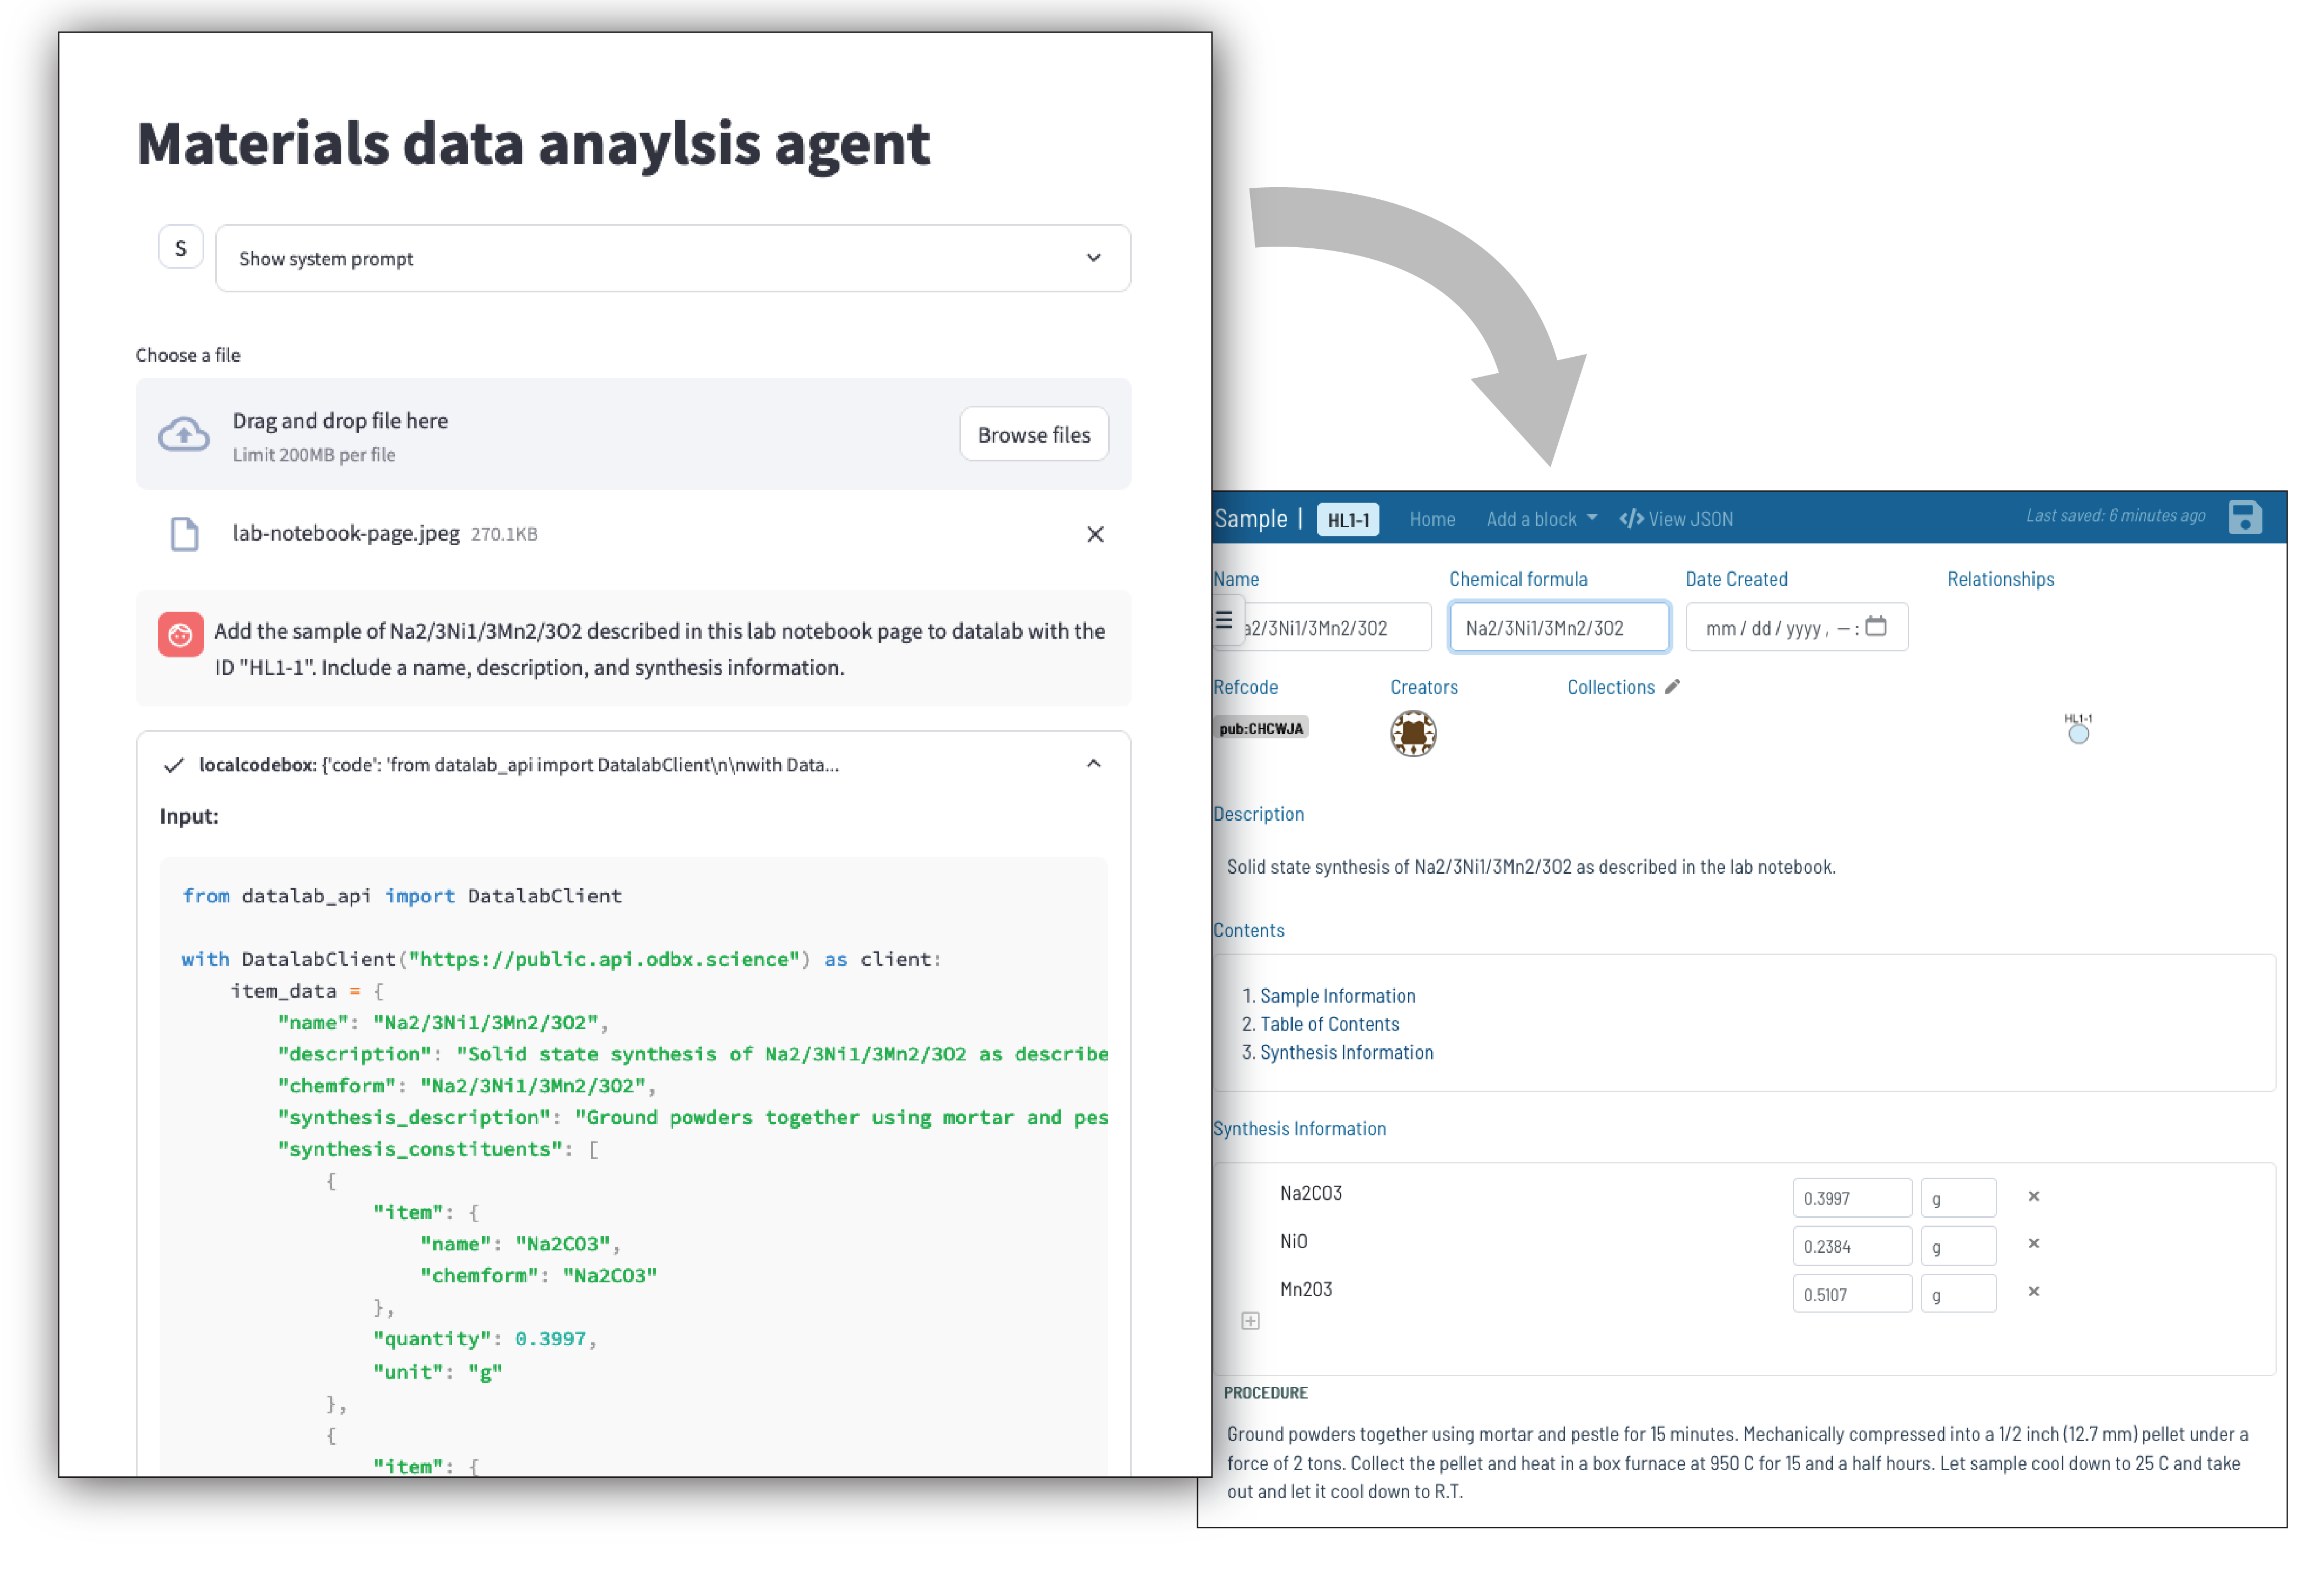 Materials data anaylsis agent
S
Show system prompt
Choose a file
Drag and drop file here
Limit 200MB per file
Browse files
lab-notebook-page.jpeg 270.1KB
Add the sample of Na2/3Ni1/3Mn2/3O2 described in this lab notebook page to datalab with the
ID "HL1-1". Include a name, description, and synthesis information.
localcodebox: {'code': 'from datalab_api import DatalabClient\n\nwith Data...
Input:
from datalab_api import DatalabClient
with DatalabClient("https://public.api.odbx.science") as client:
item_data = {
"name": "Na2/3Ni1/3Mn2/3O2",
"description": "Solid state synthesis of Na2/3Ni1/3Mn2/3O2 as describe
"chemform": "Na2/3Ni1/3Mn2/3O2",
"synthesis_description": "Ground powders together using mortar and pes
"synthesis_constituents": [
{
"item": {
"name": "Na2CO3",
"chemform": "Na2CO3"
},
"quantity": 0.3997,
"unit": "g"
},
{
"item": {
Sample | HL1-1 Home Add a block </> View JSON Last saved: 6 minutes ago
Name Chemical formula Date Created Relationships
a2/3Ni1/3Mn2/3O2 Na2/3Ni1/3Mn2/3O2 mm / dd / yyyy , – :
Refcode Creators Collections
pub:CHCWJA
HL1-1
Description
Solid state synthesis of Na2/3Ni1/3Mn2/3O2 as described in the lab notebook.
Contents
1. Sample Information
2. Table of Contents
3. Synthesis Information
Synthesis Information
Na2CO3 0.3997 g ×
NiO 0.2384 g ×
Mn2O3 0.5107 g ×
PROCEDURE
Ground powders together using mortar and pestle for 15 minutes. Mechanically compressed into a 1/2 inch (12.7 mm) pellet under a
force of 2 tons. Collect the pellet and heat in a box furnace at 950 C for 15 and a half hours. Let sample cool down to 25 C and take
out and let it cool down to R.T.